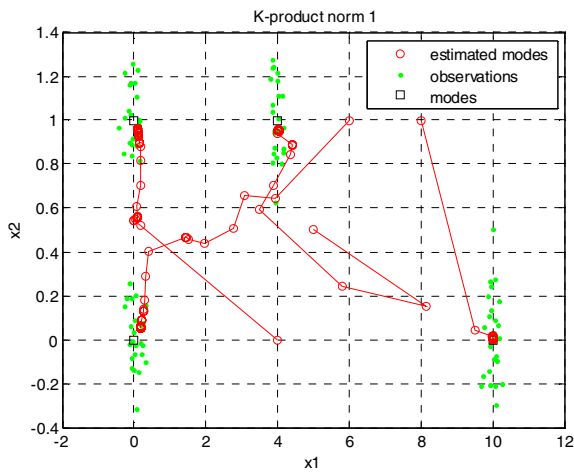 K-product norm 1
1.4
1.2
1
0.8
0.6
0.4
0.2
0
-0.2
-0.4
x2
estimated modes
observations
modes
-2 0 2 4 6 8 10 12
x1